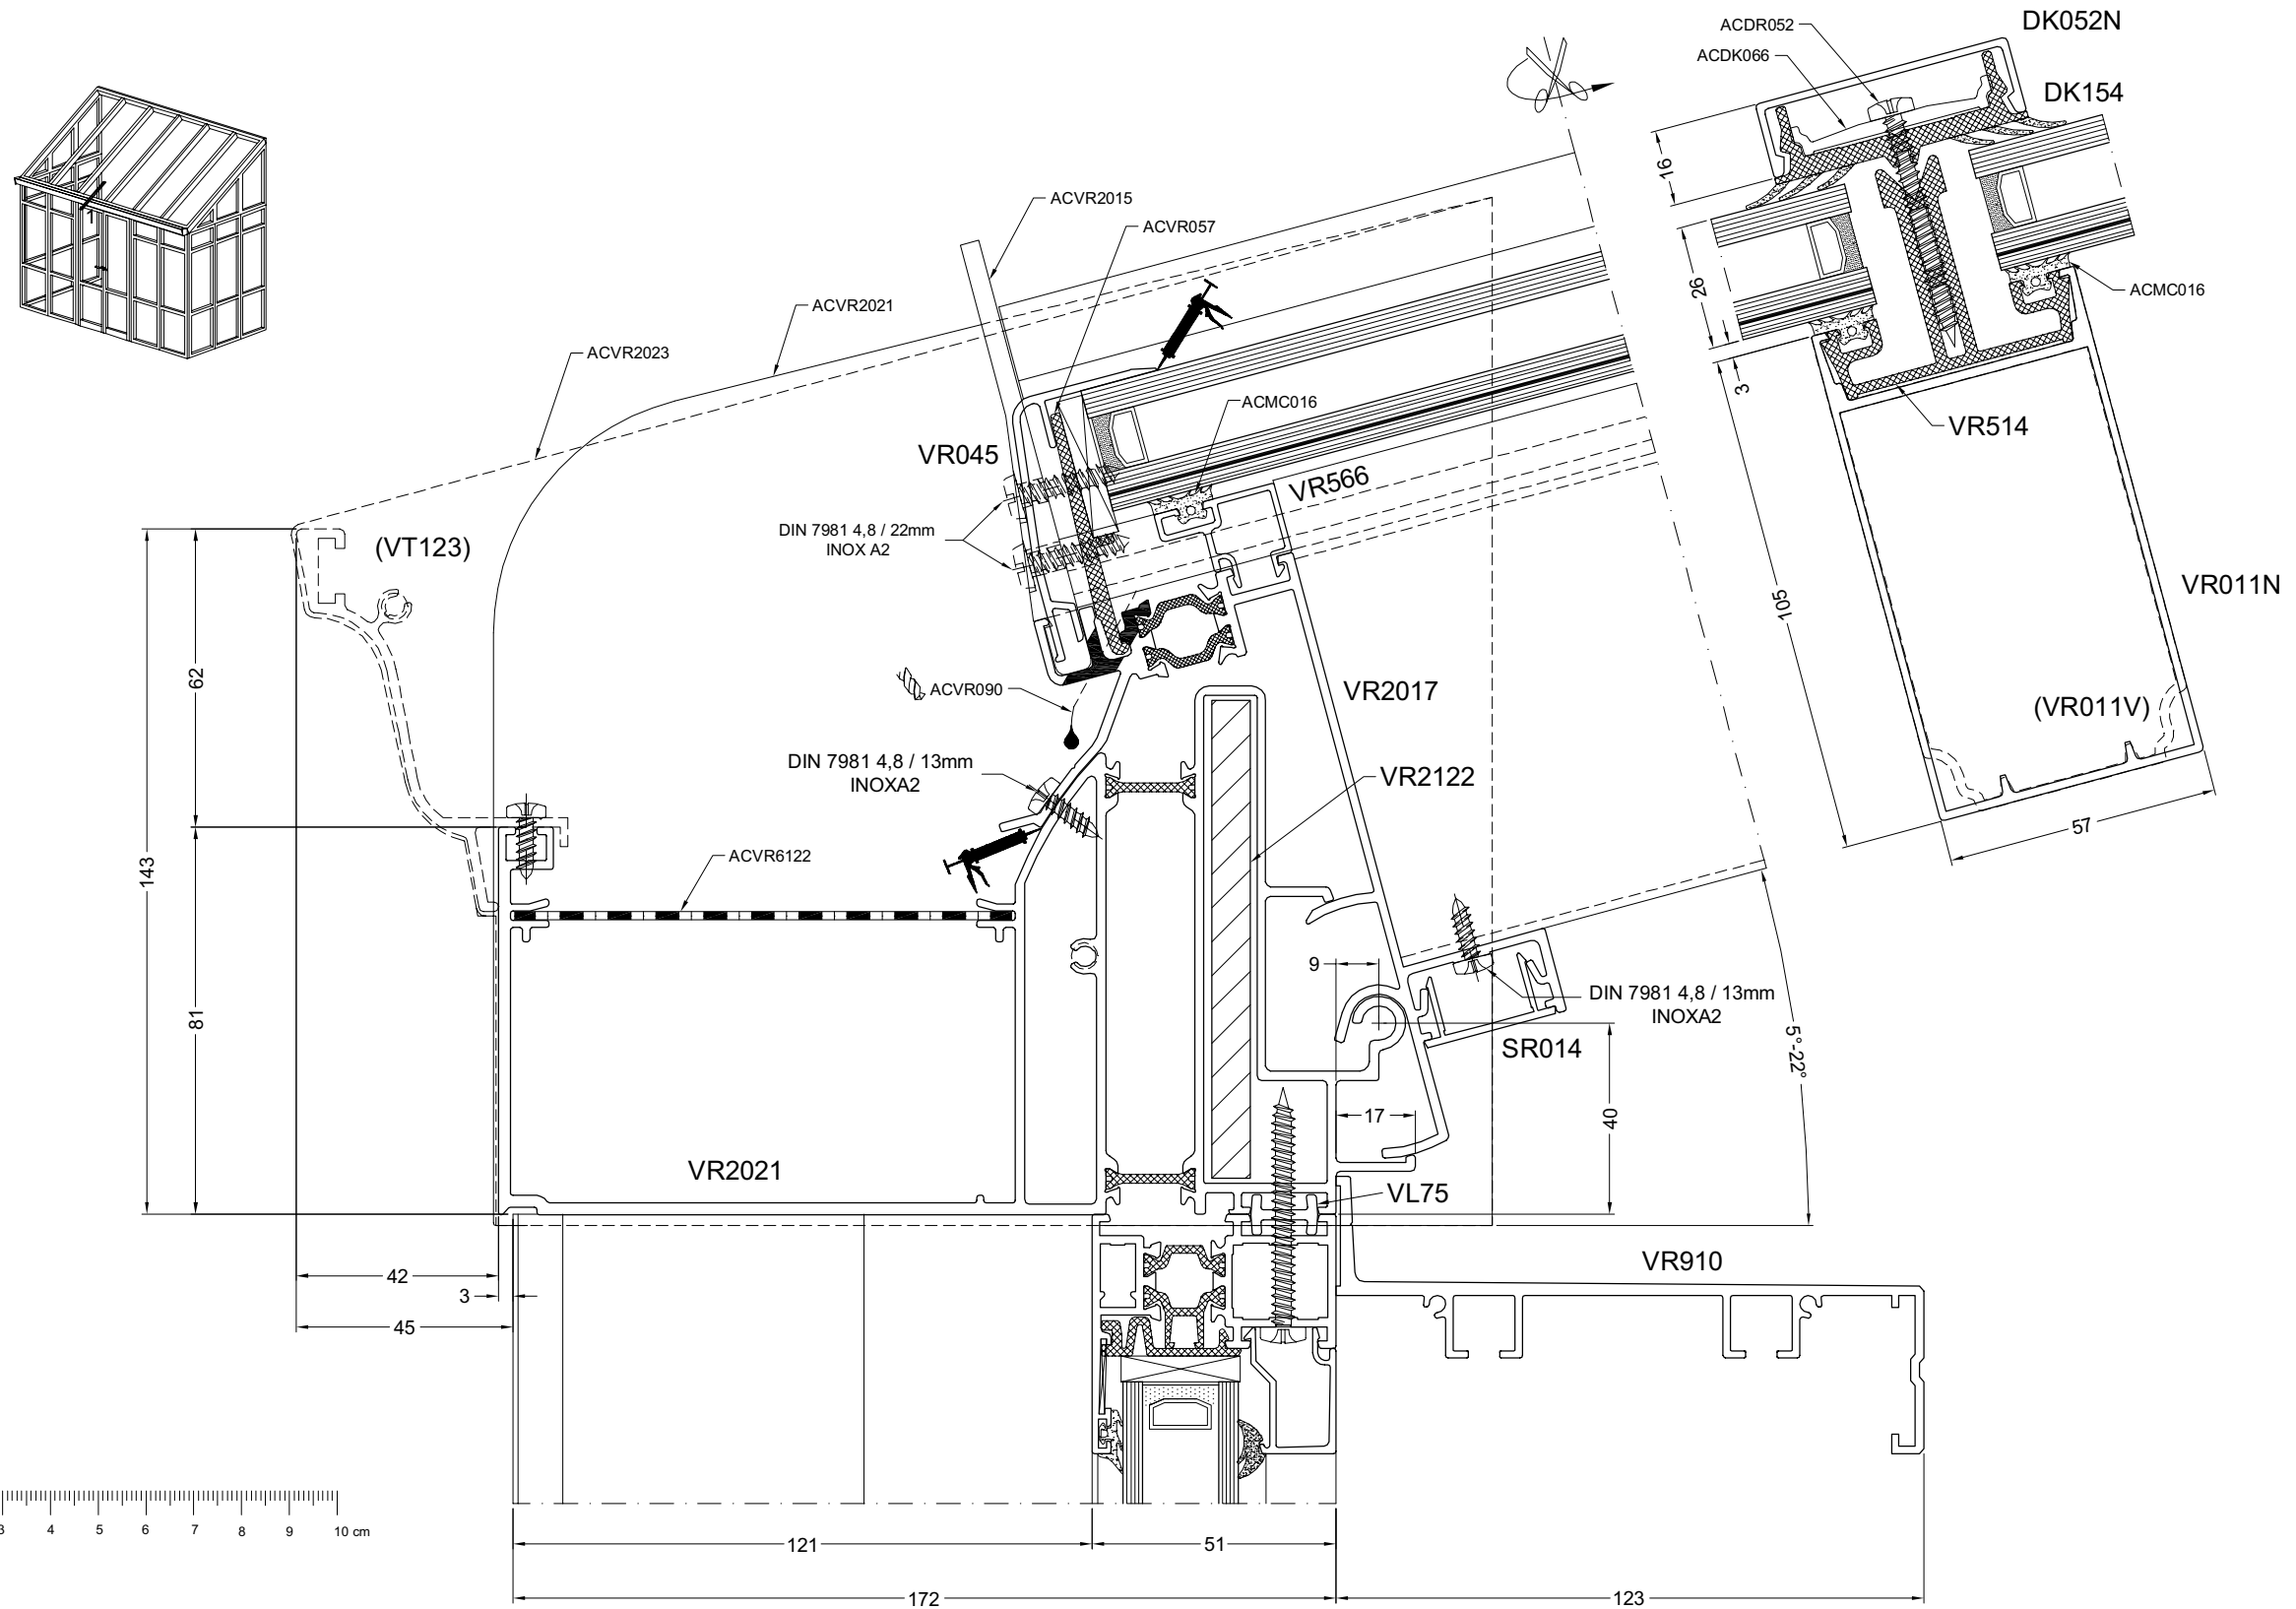 DK052N
ACDR052
ACDK066
DK154
16
ACVR2015
ACVR057
26
ACMC016
ACVR2021
ACVR2023
3
ACMC016
VR514
VR045
VR566
DIN 7981 4,8 / 22mm
INOX A2
(VT123)
VR011N
105
62
ACVR090
VR2017
(VR011V)
DIN 7981 4,8 / 13mm
INOXA2
VR2122
57
143
ACVR6122
9
DIN 7981 4,8 / 13mm
INOXA2
81
SR014
5°-22°
17
40
VR2021
VL75
VR910
42
3
45
3 4 5 6 7 8 9 10 cm
121
51
172
123